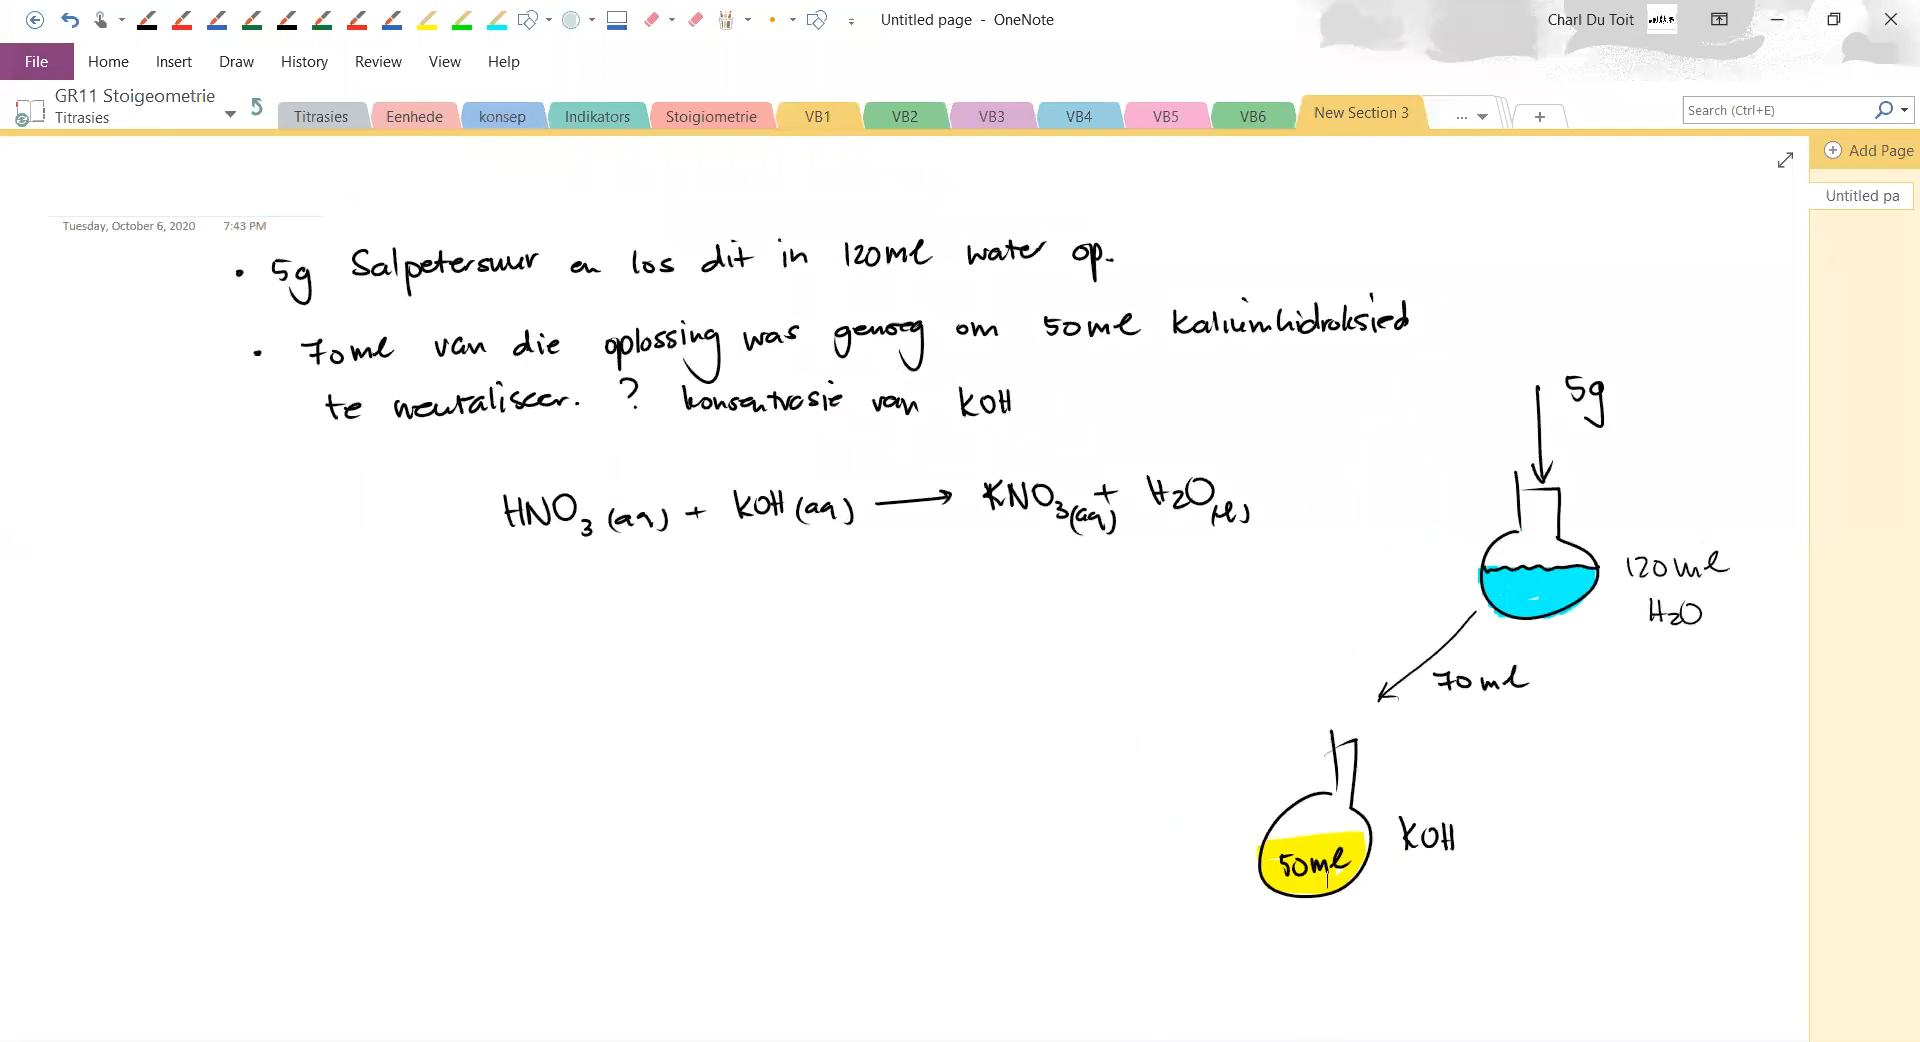 Untitled page - OneNote
Charl Du Toit
File Home Insert Draw History Review View Help
GR11 Stoigeometrie
Titrasies
Titrasies Eenhede konsep Indikators Stoigiometrie VB1 VB2 VB3 VB4 VB5 VB6 New Section 3 ... +
Search (Ctrl+E)
Add Page
Untitled pa
Tuesday, October 6, 2020 7:43 PM
• 5g Salpetersuur en los dit in 120ml water op.
• 70ml van die oplossing was genoeg om 50ml kaliumhidroksied
te neutaliseer. ? konsentrasie van KOH
5g
HNO3 (aq) + KOH (aq) → KNO3(aq) + H2O(l)
120ml
H2O
70ml
KOH
50ml